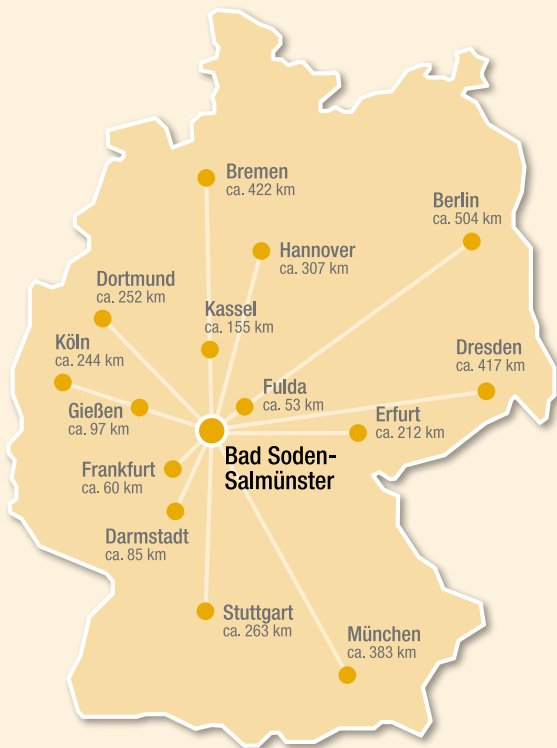 Bremen
ca. 422 km
Berlin
ca. 504 km
Hannover
ca. 307 km
Dortmund
ca. 252 km
Kassel
ca. 155 km
Köln
ca. 244 km
Dresden
ca. 417 km
Fulda
ca. 53 km
Gießen
ca. 97 km
Erfurt
ca. 212 km
Bad Soden-
Salmünster
Frankfurt
ca. 60 km
Darmstadt
ca. 85 km
Stuttgart
ca. 263 km
München
ca. 383 km